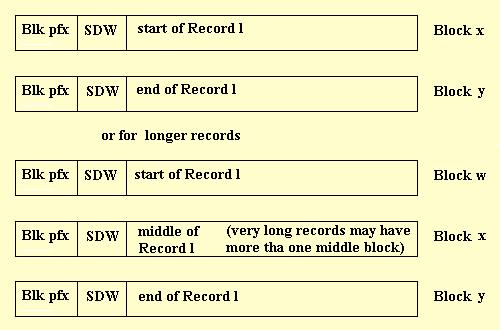 Blk pfx SDW start of Record l Block x
Blk pfx SDW end of Record l Block y
or for longer records
Blk pfx SDW start of Record l Block w
Blk pfx SDW middle of Record l (very long records may have more tha one middle block) Block x
Blk pfx SDW end of Record l Block y